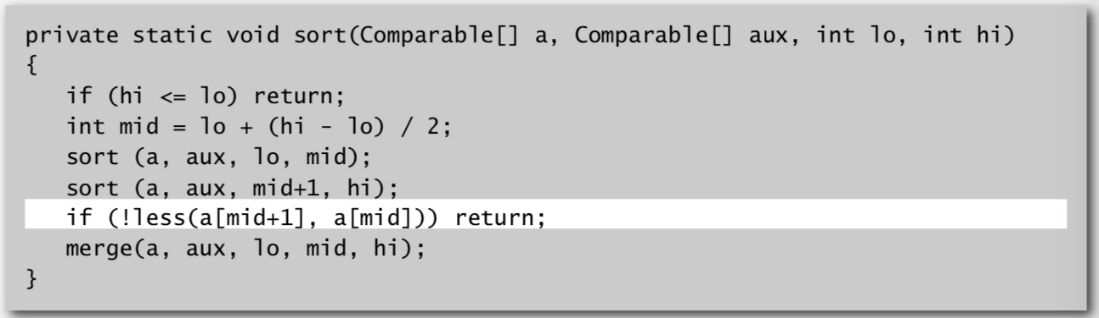 private static void sort(Comparable[] a, Comparable[] aux, int lo, int hi)
{
   if (hi <= lo) return;
   int mid = lo + (hi - lo) / 2;
   sort (a, aux, lo, mid);
   sort (a, aux, mid+1, hi);
   if (!less(a[mid+1], a[mid])) return;
   merge(a, aux, lo, mid, hi);
}